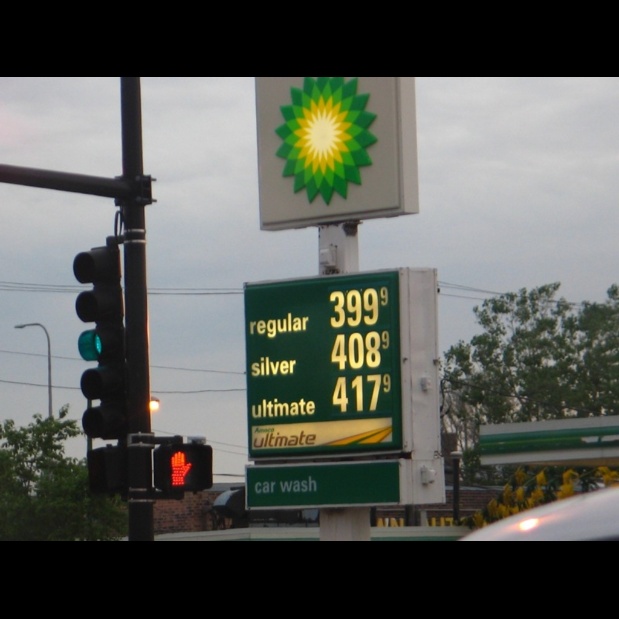 regular 399 9
silver 408 9
ultimate 417 9
Amoco
ultimate
car wash